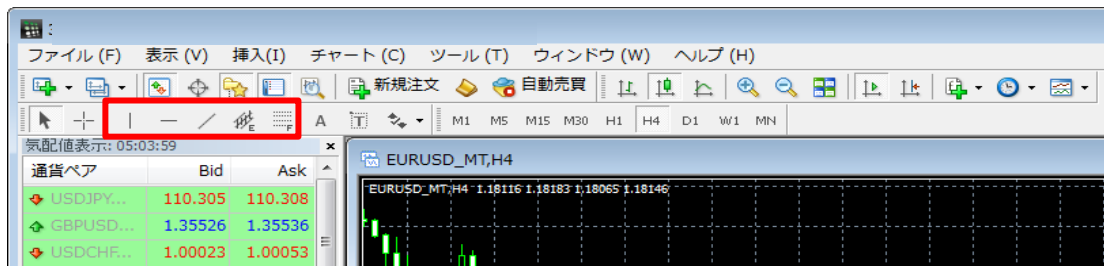 :
ファイル (F) 表示 (V) 挿入(I) チャート (C) ツール (T) ウィンドウ (W) ヘルプ (H)
新規注文 自動売買
E F A T M1 M5 M15 M30 H1 H4 D1 W1 MN
気配値表示: 05:03:59 ×
EURUSD_MT,H4
通貨ペア Bid Ask
EURUSD_MT,H4 1.18116 1.18183 1.18065 1.18146
USDJPY... 110.305 110.308
GBPUSD... 1.35526 1.35536
USDCHF... 1.00023 1.00053